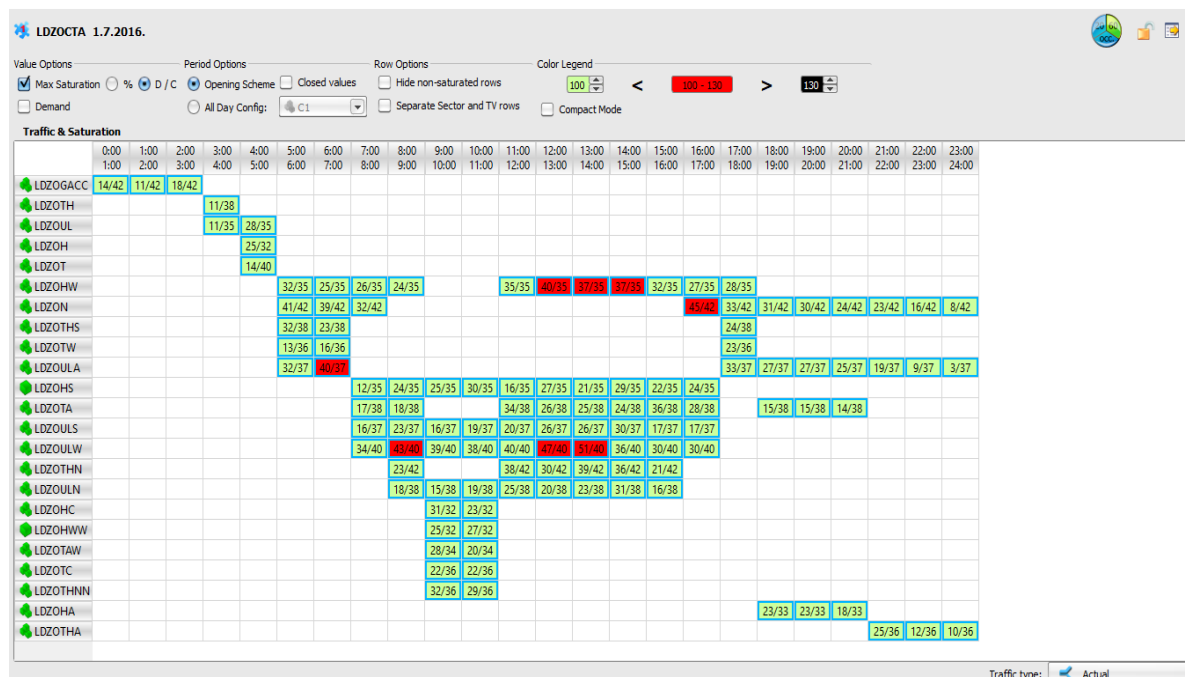 LDZOCTA 1.7.2016.
Value Options Period Options Row Options Color Legend
Max Saturation % D / C Opening Scheme Closed values Hide non-saturated rows 100 < 100 - 130 > 130
Demand All Day Config: C1 Separate Sector and TV rows Compact Mode
Traffic & Saturation
0:00 1:00 2:00 3:00 4:00 5:00 6:00 7:00 8:00 9:00 10:00 11:00 12:00 13:00 14:00 15:00 16:00 17:00 18:00 19:00 20:00 21:00 22:00 23:00
1:00 2:00 3:00 4:00 5:00 6:00 7:00 8:00 9:00 10:00 11:00 12:00 13:00 14:00 15:00 16:00 17:00 18:00 19:00 20:00 21:00 22:00 23:00 24:00
LDZOGACC 14/42 11/42 18/42
LDZOTH 11/38
LDZOUL 11/35 28/35
LDZOH 25/32
LDZOT 14/40
LDZOHW 32/35 25/35 26/35 24/35 35/35 40/35 37/35 37/35 32/35 27/35 28/35
LDZON 41/42 39/42 32/42 45/42 33/42 31/42 30/42 24/42 23/42 16/42 8/42
LDZOTHS 32/38 23/38 24/38
LDZOTW 13/36 16/36 23/36
LDZOULA 32/37 40/37 33/37 27/37 27/37 25/37 19/37 9/37 3/37
LDZOHS 12/35 24/35 25/35 30/35 16/35 27/35 21/35 29/35 22/35 24/35
LDZOTA 17/38 18/38 34/38 26/38 25/38 24/38 36/38 28/38 15/38 15/38 14/38
LDZOULS 16/37 23/37 16/37 19/37 20/37 26/37 26/37 30/37 17/37 17/37
LDZOULW 34/40 43/40 39/40 38/40 40/40 47/40 51/40 36/40 30/40 30/40
LDZOTHN 23/42 38/42 30/42 39/42 36/42 21/42
LDZOULN 18/38 15/38 19/38 25/38 20/38 23/38 31/38 16/38
LDZOHC 31/32 23/32
LDZOHWW 25/32 27/32
LDZOTAW 28/34 20/34
LDZOTC 22/36 22/36
LDZOTHNN 32/36 29/36
LDZOHA 23/33 23/33 18/33
LDZOTHA 25/36 12/36 10/36
Traffic type: Actual